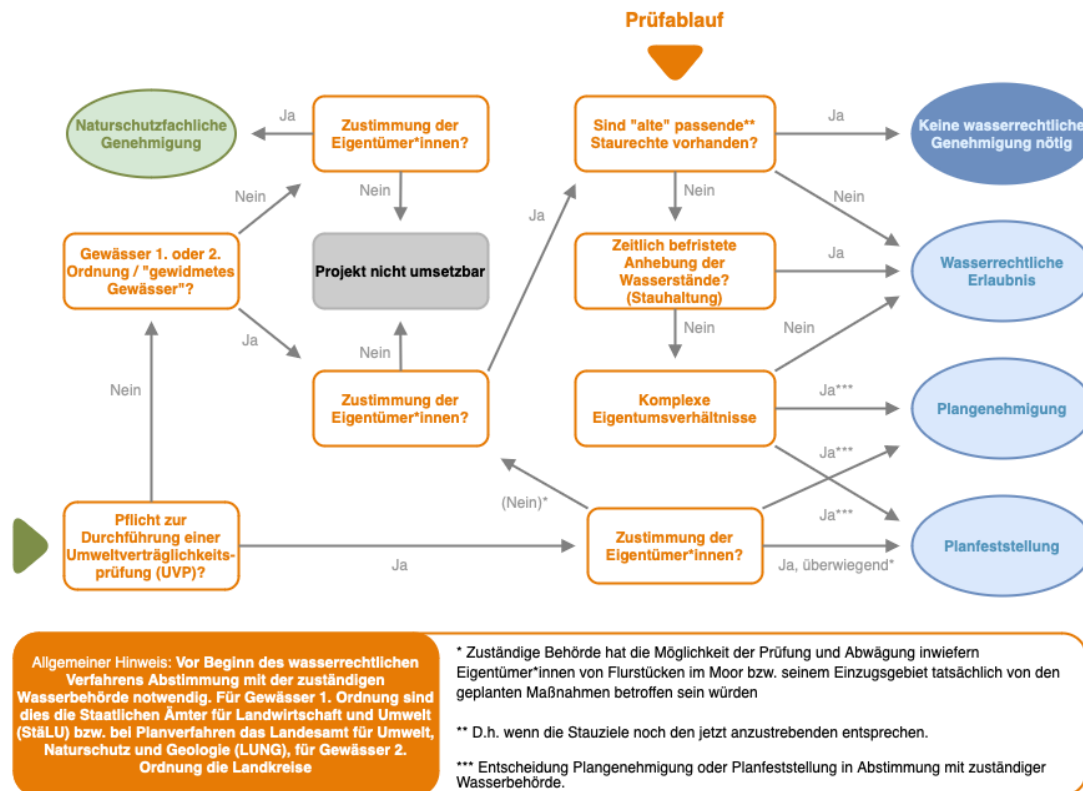 Prüfablauf
Naturschutzfachliche
Genehmigung
Ja
Zustimmung der
Eigentümer*innen?
Sind "alte" passende**
Staurechte vorhanden?
Ja
Keine wasserrechtliche
Genehmigung nötig
Nein
Nein
Ja
Nein
Nein
Gewässer 1. oder 2.
Ordnung / "gewidmetes
Gewässer"?
Projekt nicht umsetzbar
Zeitlich befristete
Anhebung der
Wasserstände?
(Stauhaltung)
Ja
Wasserrechtliche
Erlaubnis
Ja
Nein
Nein
Nein
Nein
Zustimmung der
Eigentümer*innen?
Komplexe
Eigentumsverhältnisse
Ja***
Plangenehmigung
Ja***
(Nein)*
Ja***
Pflicht zur
Durchführung einer
Umweltverträglichkeits-
prüfung (UVP)?
Ja
Zustimmung der
Eigentümer*innen?
Ja, überwiegend*
Planfeststellung
Allgemeiner Hinweis: Vor Beginn des wasserrechtlichen
Verfahrens Abstimmung mit der zuständigen
Wasserbehörde notwendig. Für Gewässer 1. Ordnung sind
dies die Staatlichen Ämter für Landwirtschaft und Umwelt
(StäLU) bzw. bei Planverfahren das Landesamt für Umwelt,
Naturschutz und Geologie (LUNG), für Gewässer 2.
Ordnung die Landkreise
* Zuständige Behörde hat die Möglichkeit der Prüfung und Abwägung inwiefern
Eigentümer*innen von Flurstücken im Moor bzw. seinem Einzugsgebiet tatsächlich von den
geplanten Maßnahmen betroffen sein würden
** D.h. wenn die Stauziele noch den jetzt anzustrebenden entsprechen.
*** Entscheidung Plangenehmigung oder Planfeststellung in Abstimmung mit zuständiger
Wasserbehörde.